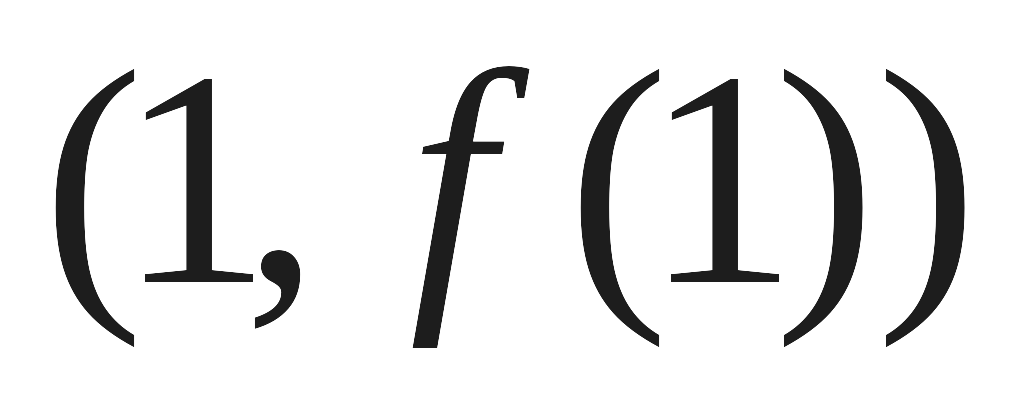 (1, f (1))